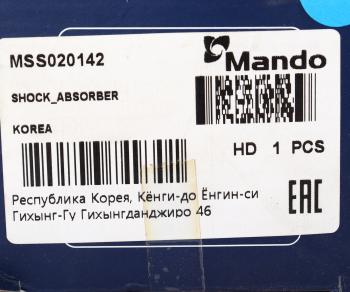 MSS020142
Mando
SHOCK_ABSORBER
KOREA
HD 1 PCS
Республика Корея, Кёнги-до Ёнгин-си
Гихынг-Гу Гихынгданджиро 46
EAC